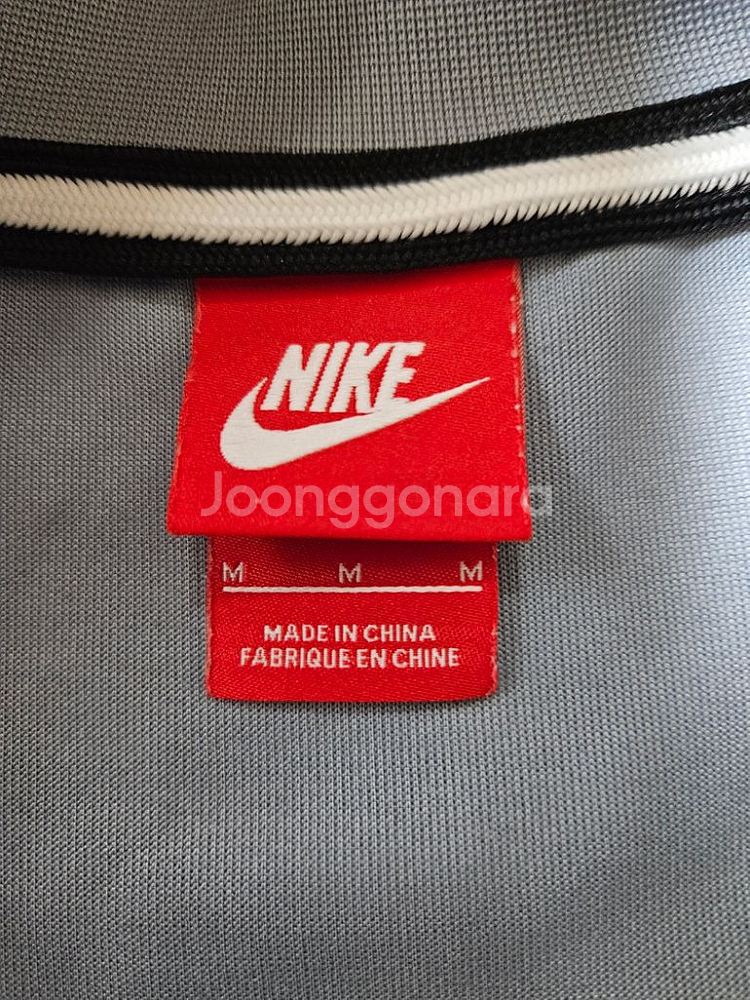 NIKE
Joonggonara
M M M
MADE IN CHINA
FABRIQUE EN CHINE